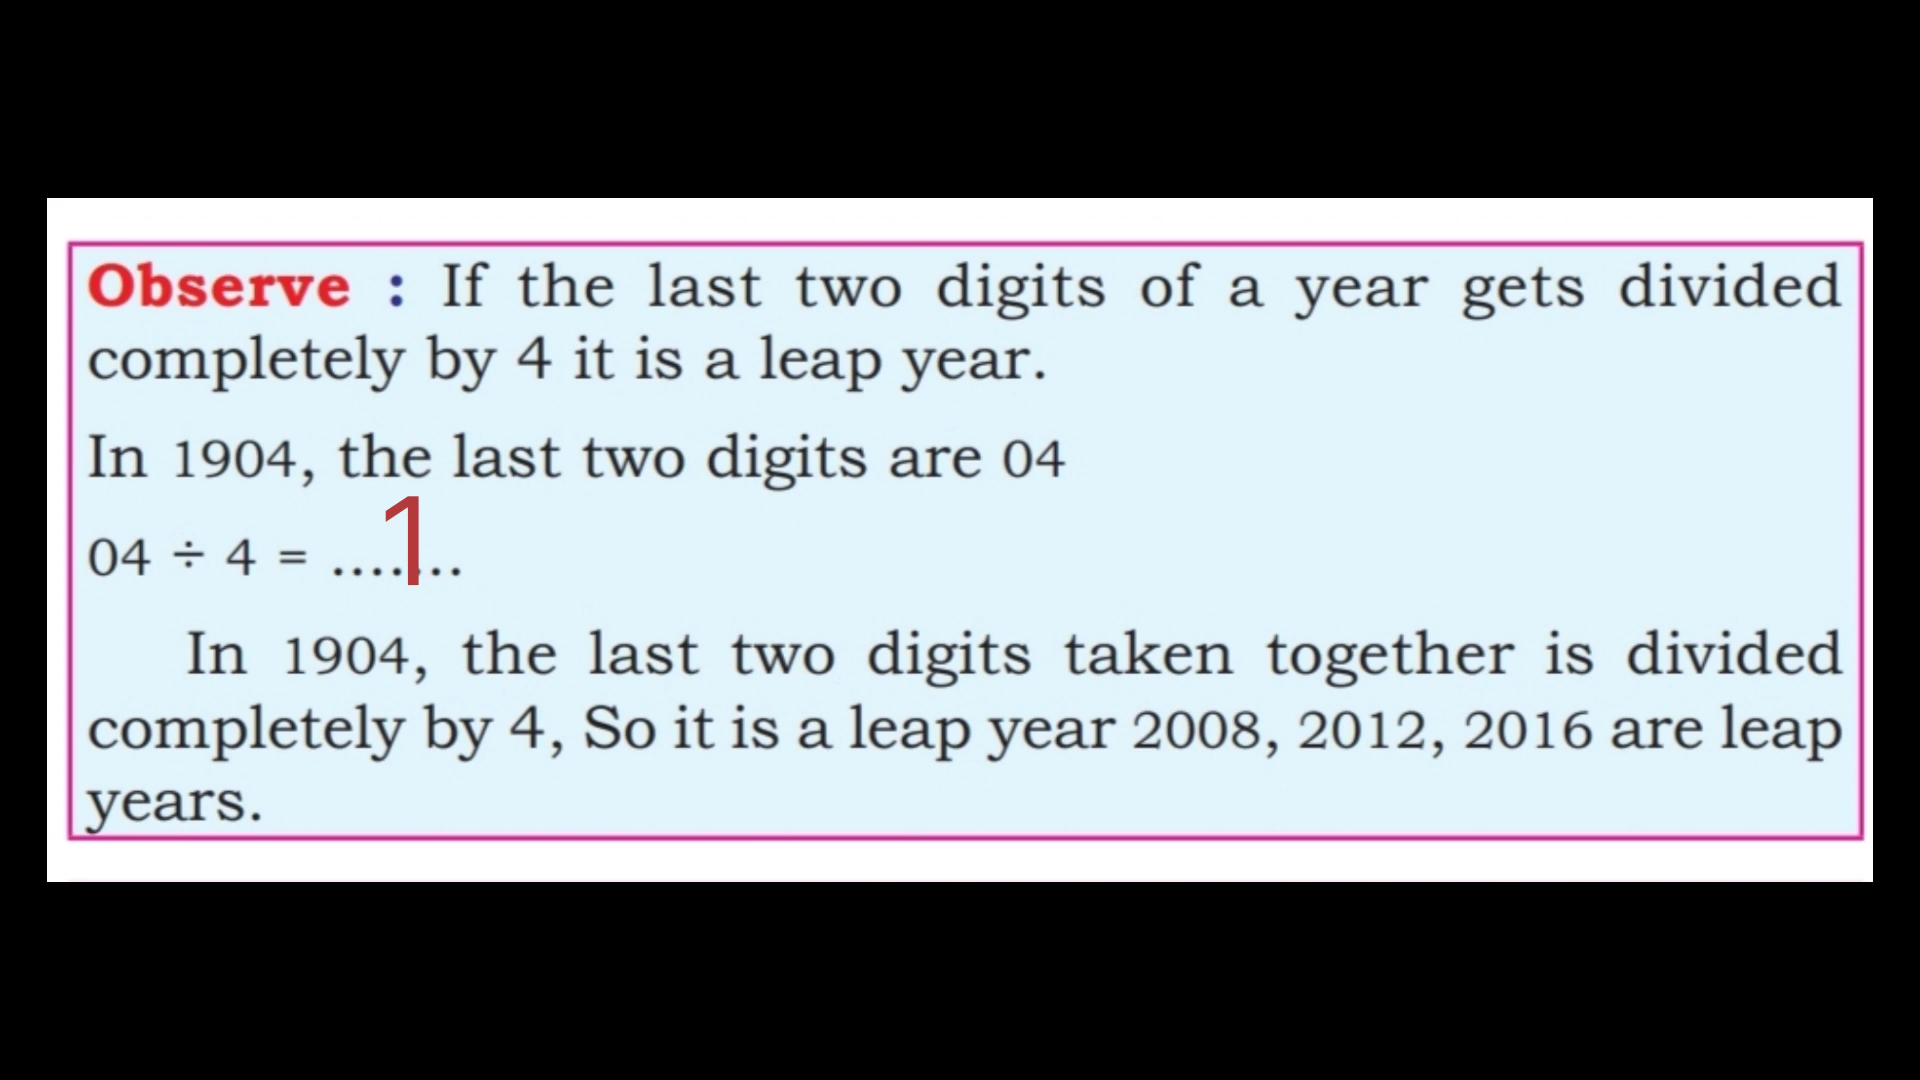 Observe : If the last two digits of a year gets divided
completely by 4 it is a leap year.
In 1904, the last two digits are 04
04 ÷ 4 = ....... 1
In 1904, the last two digits taken together is divided
completely by 4, So it is a leap year 2008, 2012, 2016 are leap
years.